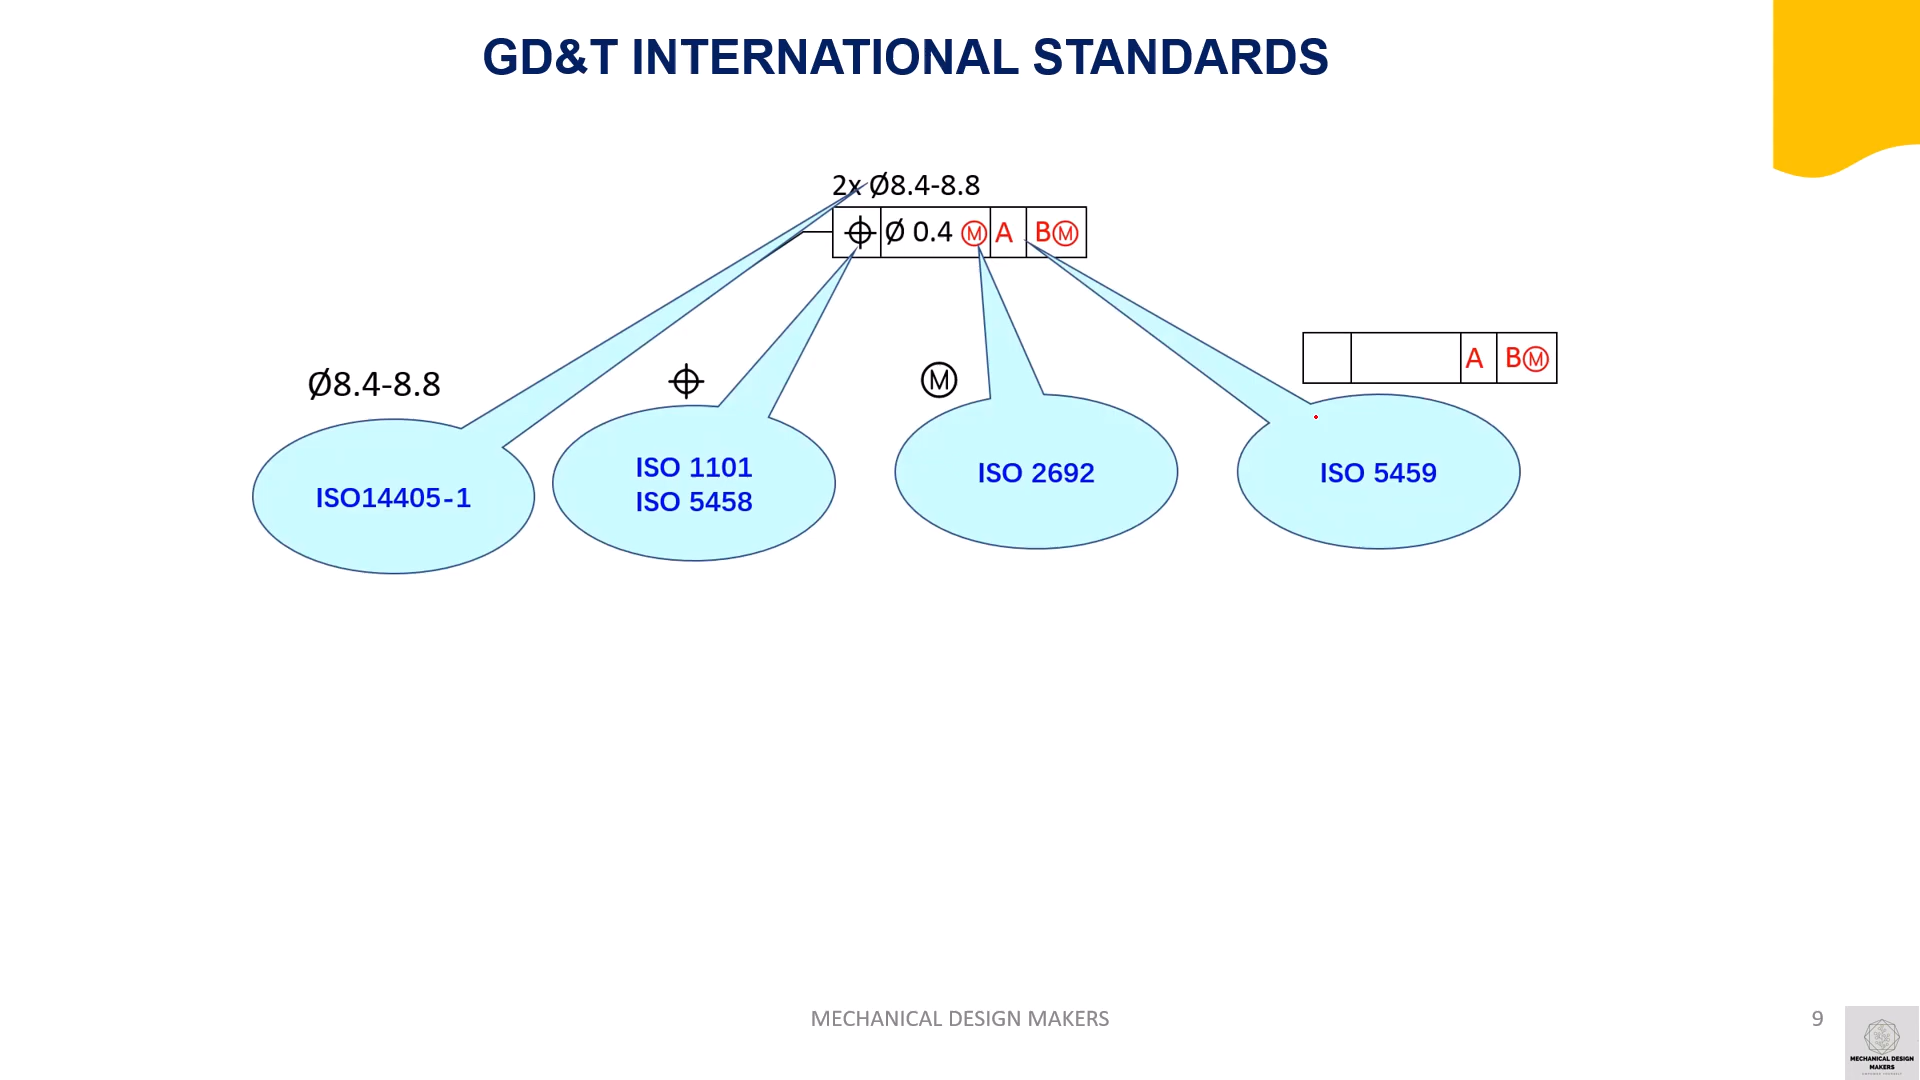 GD&T INTERNATIONAL STANDARDS
2x Ø8.4-8.8
⌖ Ø 0.4 Ⓜ A BⓂ
A BⓂ
Ø8.4-8.8
⌖
Ⓜ
ISO14405-1
ISO 1101
ISO 5458
ISO 2692
ISO 5459
MECHANICAL DESIGN MAKERS
9
MECHANICAL DESIGN
MAKERS